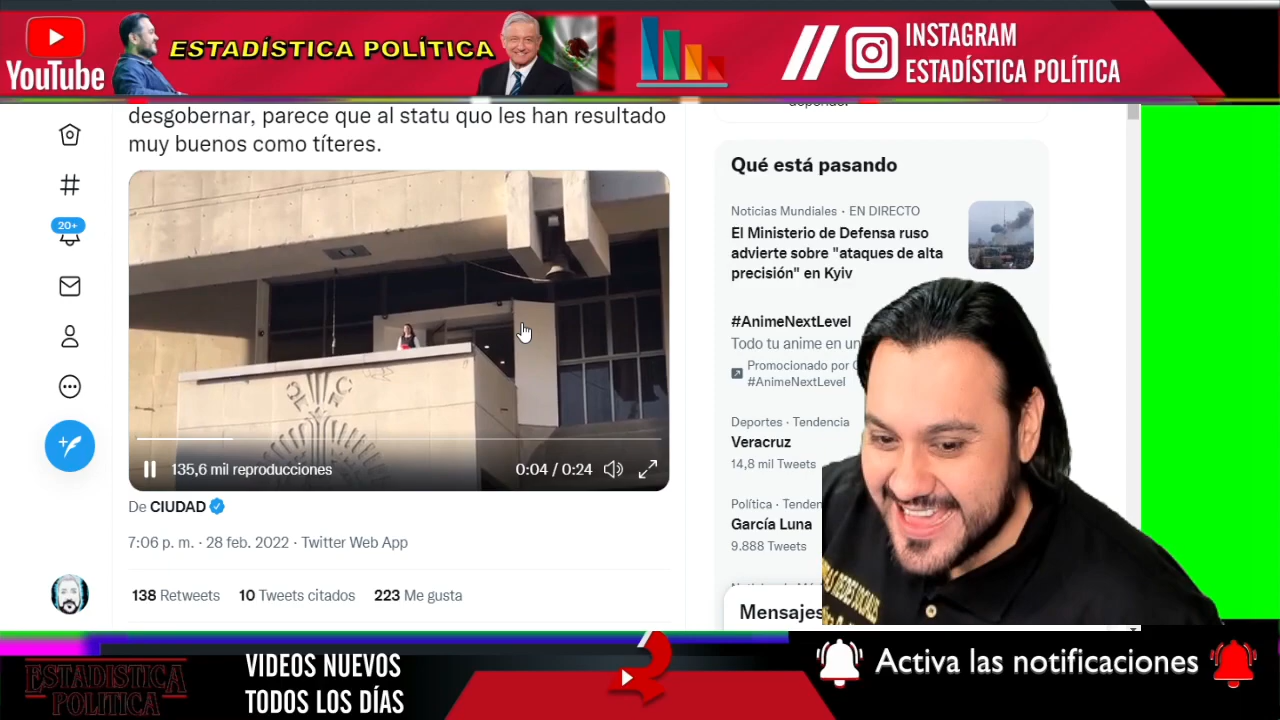 YouTube
ESTADÍSTICA POLÍTICA
INSTAGRAM
ESTADÍSTICA POLÍTICA
desgobernar, parece que al statu quo les han resultado
muy buenos como títeres.
20+
135,6 mil reproducciones
0:04 / 0:24
De CIUDAD
7:06 p. m. · 28 feb. 2022 · Twitter Web App
138 Retweets 10 Tweets citados 223 Me gusta
Qué está pasando
Noticias Mundiales · EN DIRECTO
El Ministerio de Defensa ruso
advierte sobre "ataques de alta
precisión" en Kyiv
#AnimeNextLevel
Todo tu anime en un
Promocionado por
#AnimeNextLevel
Deportes · Tendencia
Veracruz
14,8 mil Tweets
Política · Tenden
García Luna
9.888 Tweets
Mensajes
REDES SOCIALES
ESTADISTICA
POLITICA
VIDEOS NUEVOS
TODOS LOS DÍAS
Activa las notificaciones